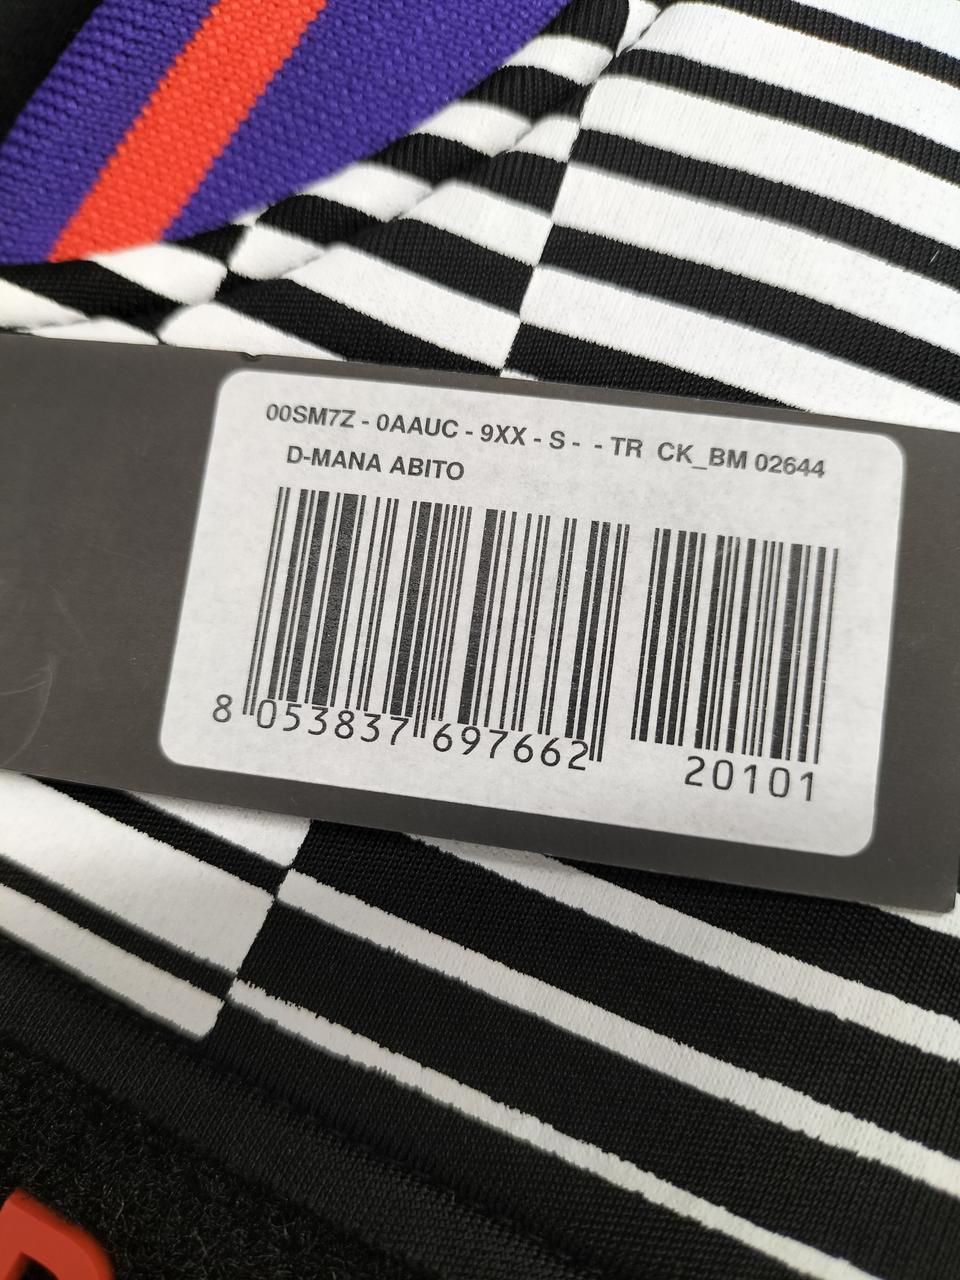 00SM7Z - 0AAUC - 9XX - S - - TR CK_BM 02644
D-MANA ABITO
8 053837 697662
20101